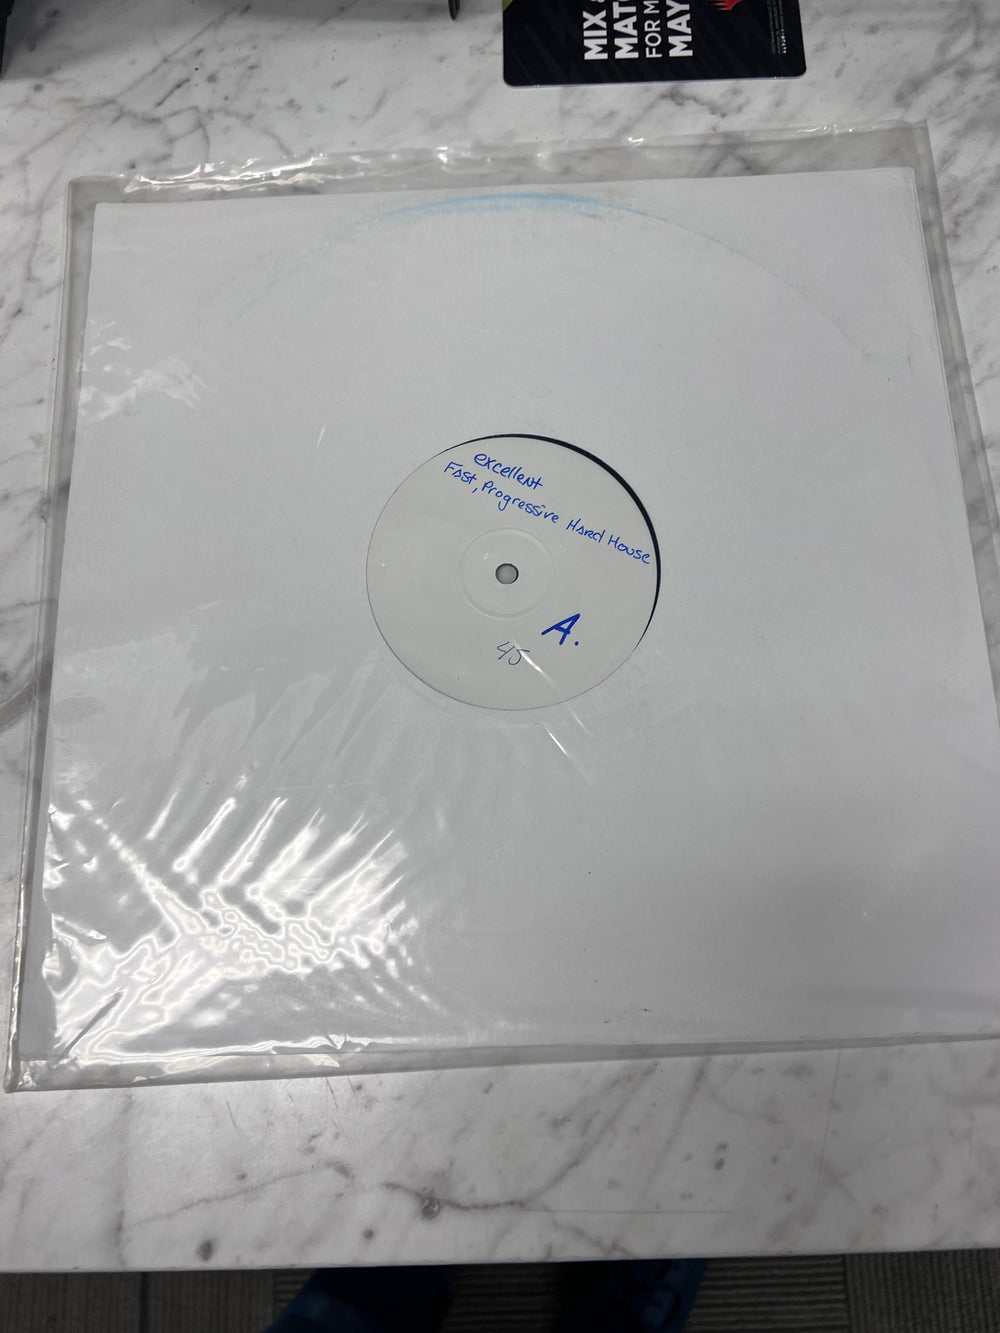 MIX &
MAT
FOR M
MAY
excellent
Fast, Progressive Hard House
A.
45